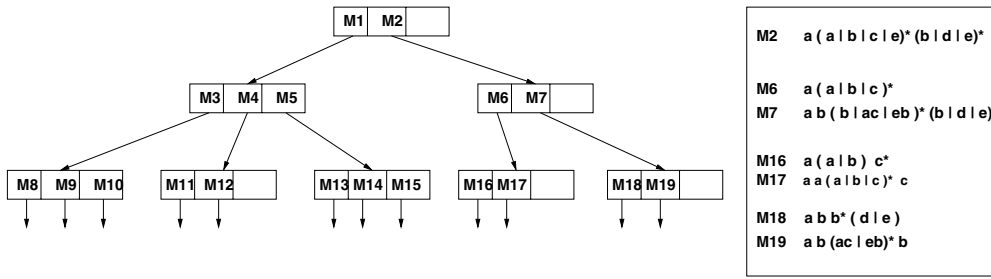 M1 M2
M3 M4 M5
M6 M7
M8 M9 M10
M11 M12
M13 M14 M15
M16 M17
M18 M19
M2 a ( a | b | c | e)* (b | d | e)*
M6 a ( a | b | c )*
M7 a b ( b | ac | eb )* (b | d | e)
M16 a ( a | b ) c*
M17 a a ( a | b | c )* c
M18 a b b* ( d | e )
M19 a b (ac | eb)* b